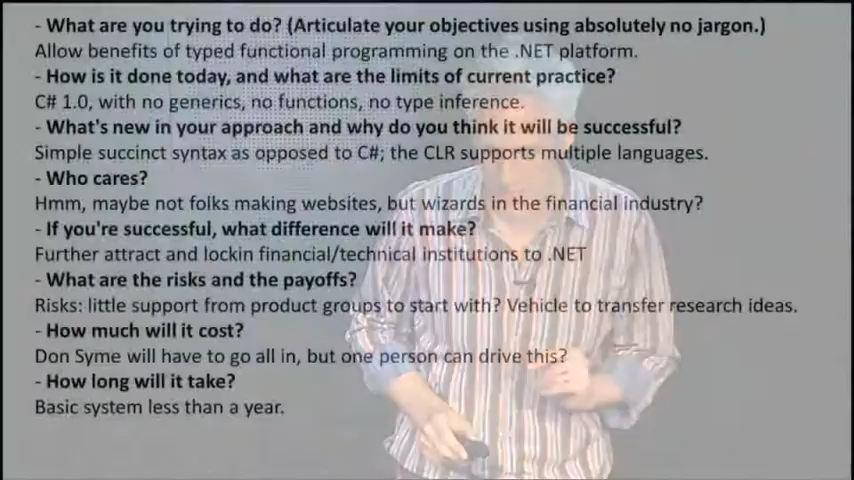 - What are you trying to do? (Articulate your objectives using absolutely no jargon.)
Allow benefits of typed functional programming on the .NET platform.
- How is it done today, and what are the limits of current practice?
C# 1.0, with no generics, no functions, no type inference.
- What's new in your approach and why do you think it will be successful?
Simple succinct syntax as opposed to C#; the CLR supports multiple languages.
- Who cares?
Hmm, maybe not folks making websites, but wizards in the financial industry?
- If you're successful, what difference will it make?
Further attract and lockin financial/technical institutions to .NET
- What are the risks and the payoffs?
Risks: little support from product groups to start with? Vehicle to transfer research ideas.
- How much will it cost?
Don Syme will have to go all in, but one person can drive this?
- How long will it take?
Basic system less than a year.